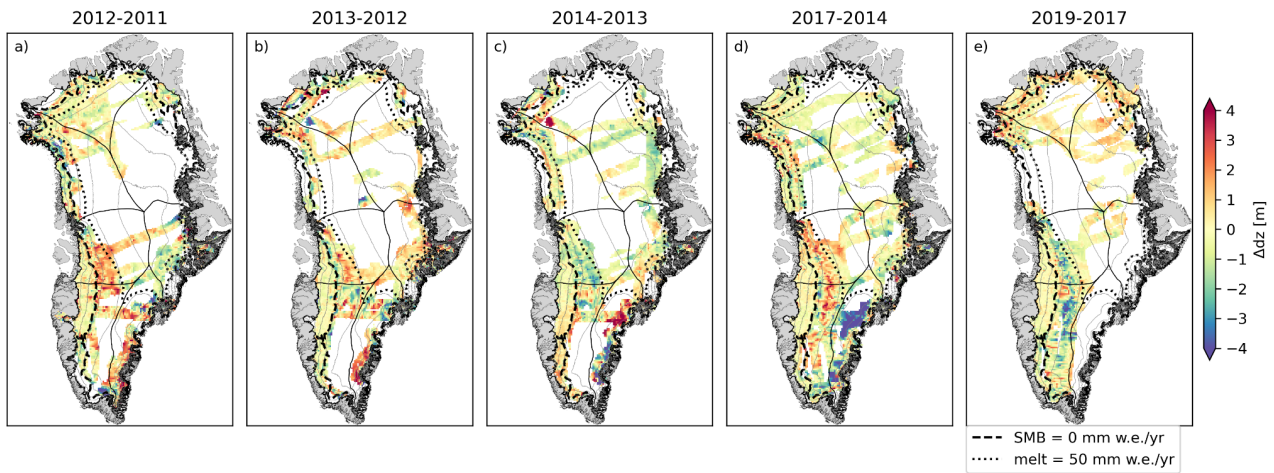 2012-2011 2013-2012 2014-2013 2017-2014 2019-2017
a) b) c) d) e)
4
3
2
1
0
−1
−2
−3
−4
Δdz [m]
SMB = 0 mm w.e./yr
melt = 50 mm w.e./yr